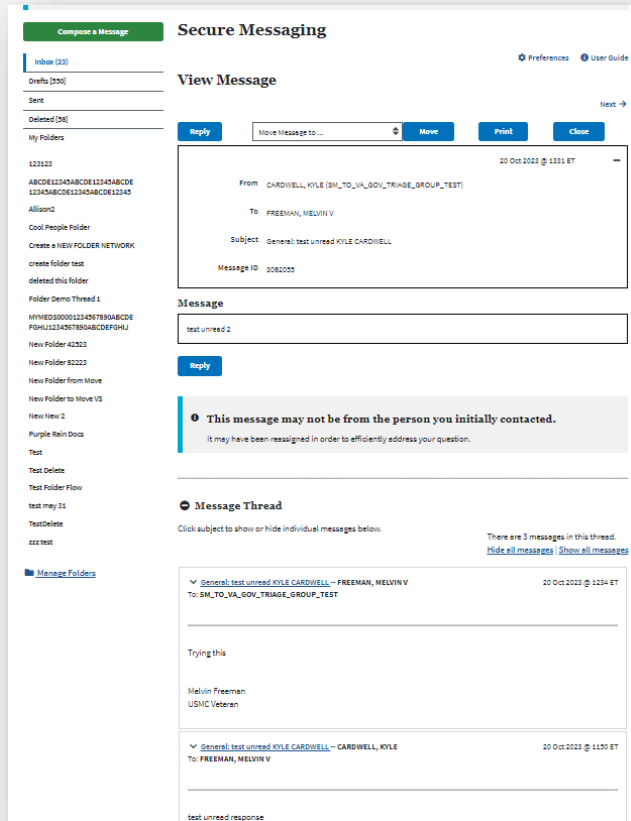 Compose a Message
Inbox (23)
Drafts [550]
Sent
Deleted [58]
My Folders
123123
ABCDE12345ABCDE12345ABCDE
12345ABCDE12345ABCDE12345
Allison2
Cool People Folder
Create a NEW FOLDER NETWORK
create folder test
deleted this folder
Folder Demo Thread 1
MYMEDS00001234567890ABCDE
FGHIJ1234567890ABCDEFGHIJ
New Folder 42523
New Folder 82223
New Folder from Move
New Folder to Move VS
New New 2
Purple Rain Docs
Test
Test Delete
Test Folder Flow
test may 31
TestDelete
zzz test
Manage Folders
Secure Messaging
Preferences User Guide
View Message
Next →
Reply Move Message to ... Move Print Close
20 Oct 2023 @ 1331 ET
From CARDWELL, KYLE (SM_TO_VA_GOV_TRIAGE_GROUP_TEST)
To FREEMAN, MELVIN V
Subject General: test unread KYLE CARDWELL
Message ID 3082055
Message
test unread 2
Reply
This message may not be from the person you initially contacted.
It may have been reassigned in order to efficiently address your question.
Message Thread
Click subject to show or hide individual messages below.
There are 3 messages in this thread.
Hide all messages | Show all messages
General: test unread KYLE CARDWELL -- FREEMAN, MELVIN V 20 Oct 2023 @ 1234 ET
To: SM_TO_VA_GOV_TRIAGE_GROUP_TEST
Trying this
Melvin Freeman
USMC Veteran
General: test unread KYLE CARDWELL -- CARDWELL, KYLE 20 Oct 2023 @ 1150 ET
To: FREEMAN, MELVIN V
test unread response